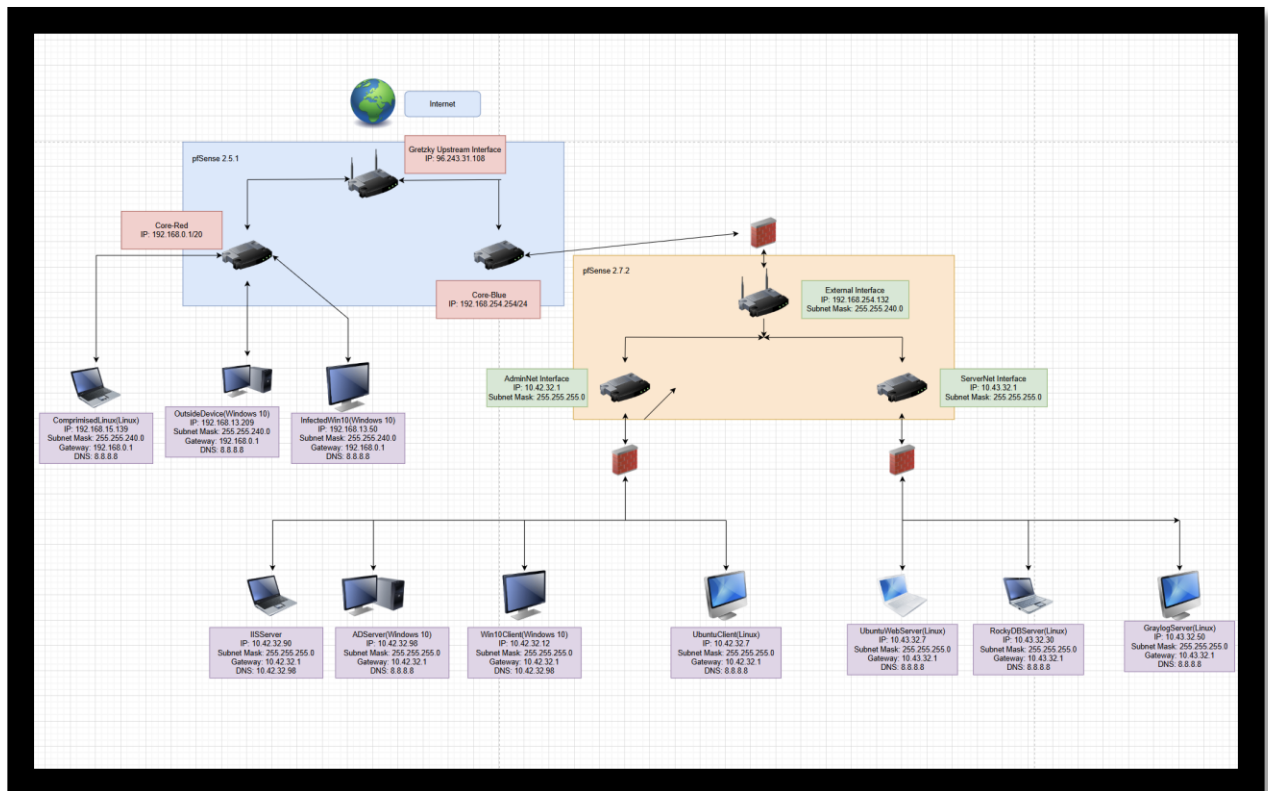 Internet
Gretzky Upstream Interface
IP: 96.243.31.108
pfSense 2.5.1
Core-Red
IP: 192.168.0.1/20
Core-Blue
IP: 192.168.254.254/24
pfSense 2.7.2
External Interface
IP: 192.168.254.132
Subnet Mask: 255.255.240.0
AdminNet Interface
IP: 10.42.32.1
Subnet Mask: 255.255.255.0
ServerNet Interface
IP: 10.43.32.1
Subnet Mask: 255.255.255.0
ComprimisedLinux(Linux)
IP: 192.168.15.139
Subnet Mask: 255.255.240.0
Gateway: 192.168.0.1
DNS: 8.8.8.8
OutsideDevice(Windows 10)
IP: 192.168.13.209
Subnet Mask: 255.255.240.0
Gateway: 192.168.0.1
DNS: 8.8.8.8
InfectedWin10(Windows 10)
IP: 192.168.13.50
Subnet Mask: 255.255.240.0
Gateway: 192.168.0.1
DNS: 8.8.8.8
IISServer
IP: 10.42.32.90
Subnet Mask: 255.255.255.0
Gateway: 10.42.32.1
DNS: 10.42.32.98
ADServer(Windows 10)
IP: 10.42.32.98
Subnet Mask: 255.255.255.0
Gateway: 10.42.32.1
DNS: 8.8.8.8
Win10Client(Windows 10)
IP: 10.42.32.12
Subnet Mask: 255.255.255.0
Gateway: 10.42.32.1
DNS: 10.42.32.98
UbuntuClient(Linux)
IP: 10.42.32.7
Subnet Mask: 255.255.255.0
Gateway: 10.42.32.1
DNS: 8.8.8.8
UbuntuWebServer(Linux)
IP: 10.43.32.7
Subnet Mask: 255.255.255.0
Gateway: 10.43.32.1
DNS: 8.8.8.8
RockyDBServer(Linux)
IP: 10.43.32.30
Subnet Mask: 255.255.255.0
Gateway: 10.43.32.1
DNS: 8.8.8.8
GraylogServer(Linux)
IP: 10.43.32.50
Subnet Mask: 255.255.255.0
Gateway: 10.43.32.1
DNS: 8.8.8.8